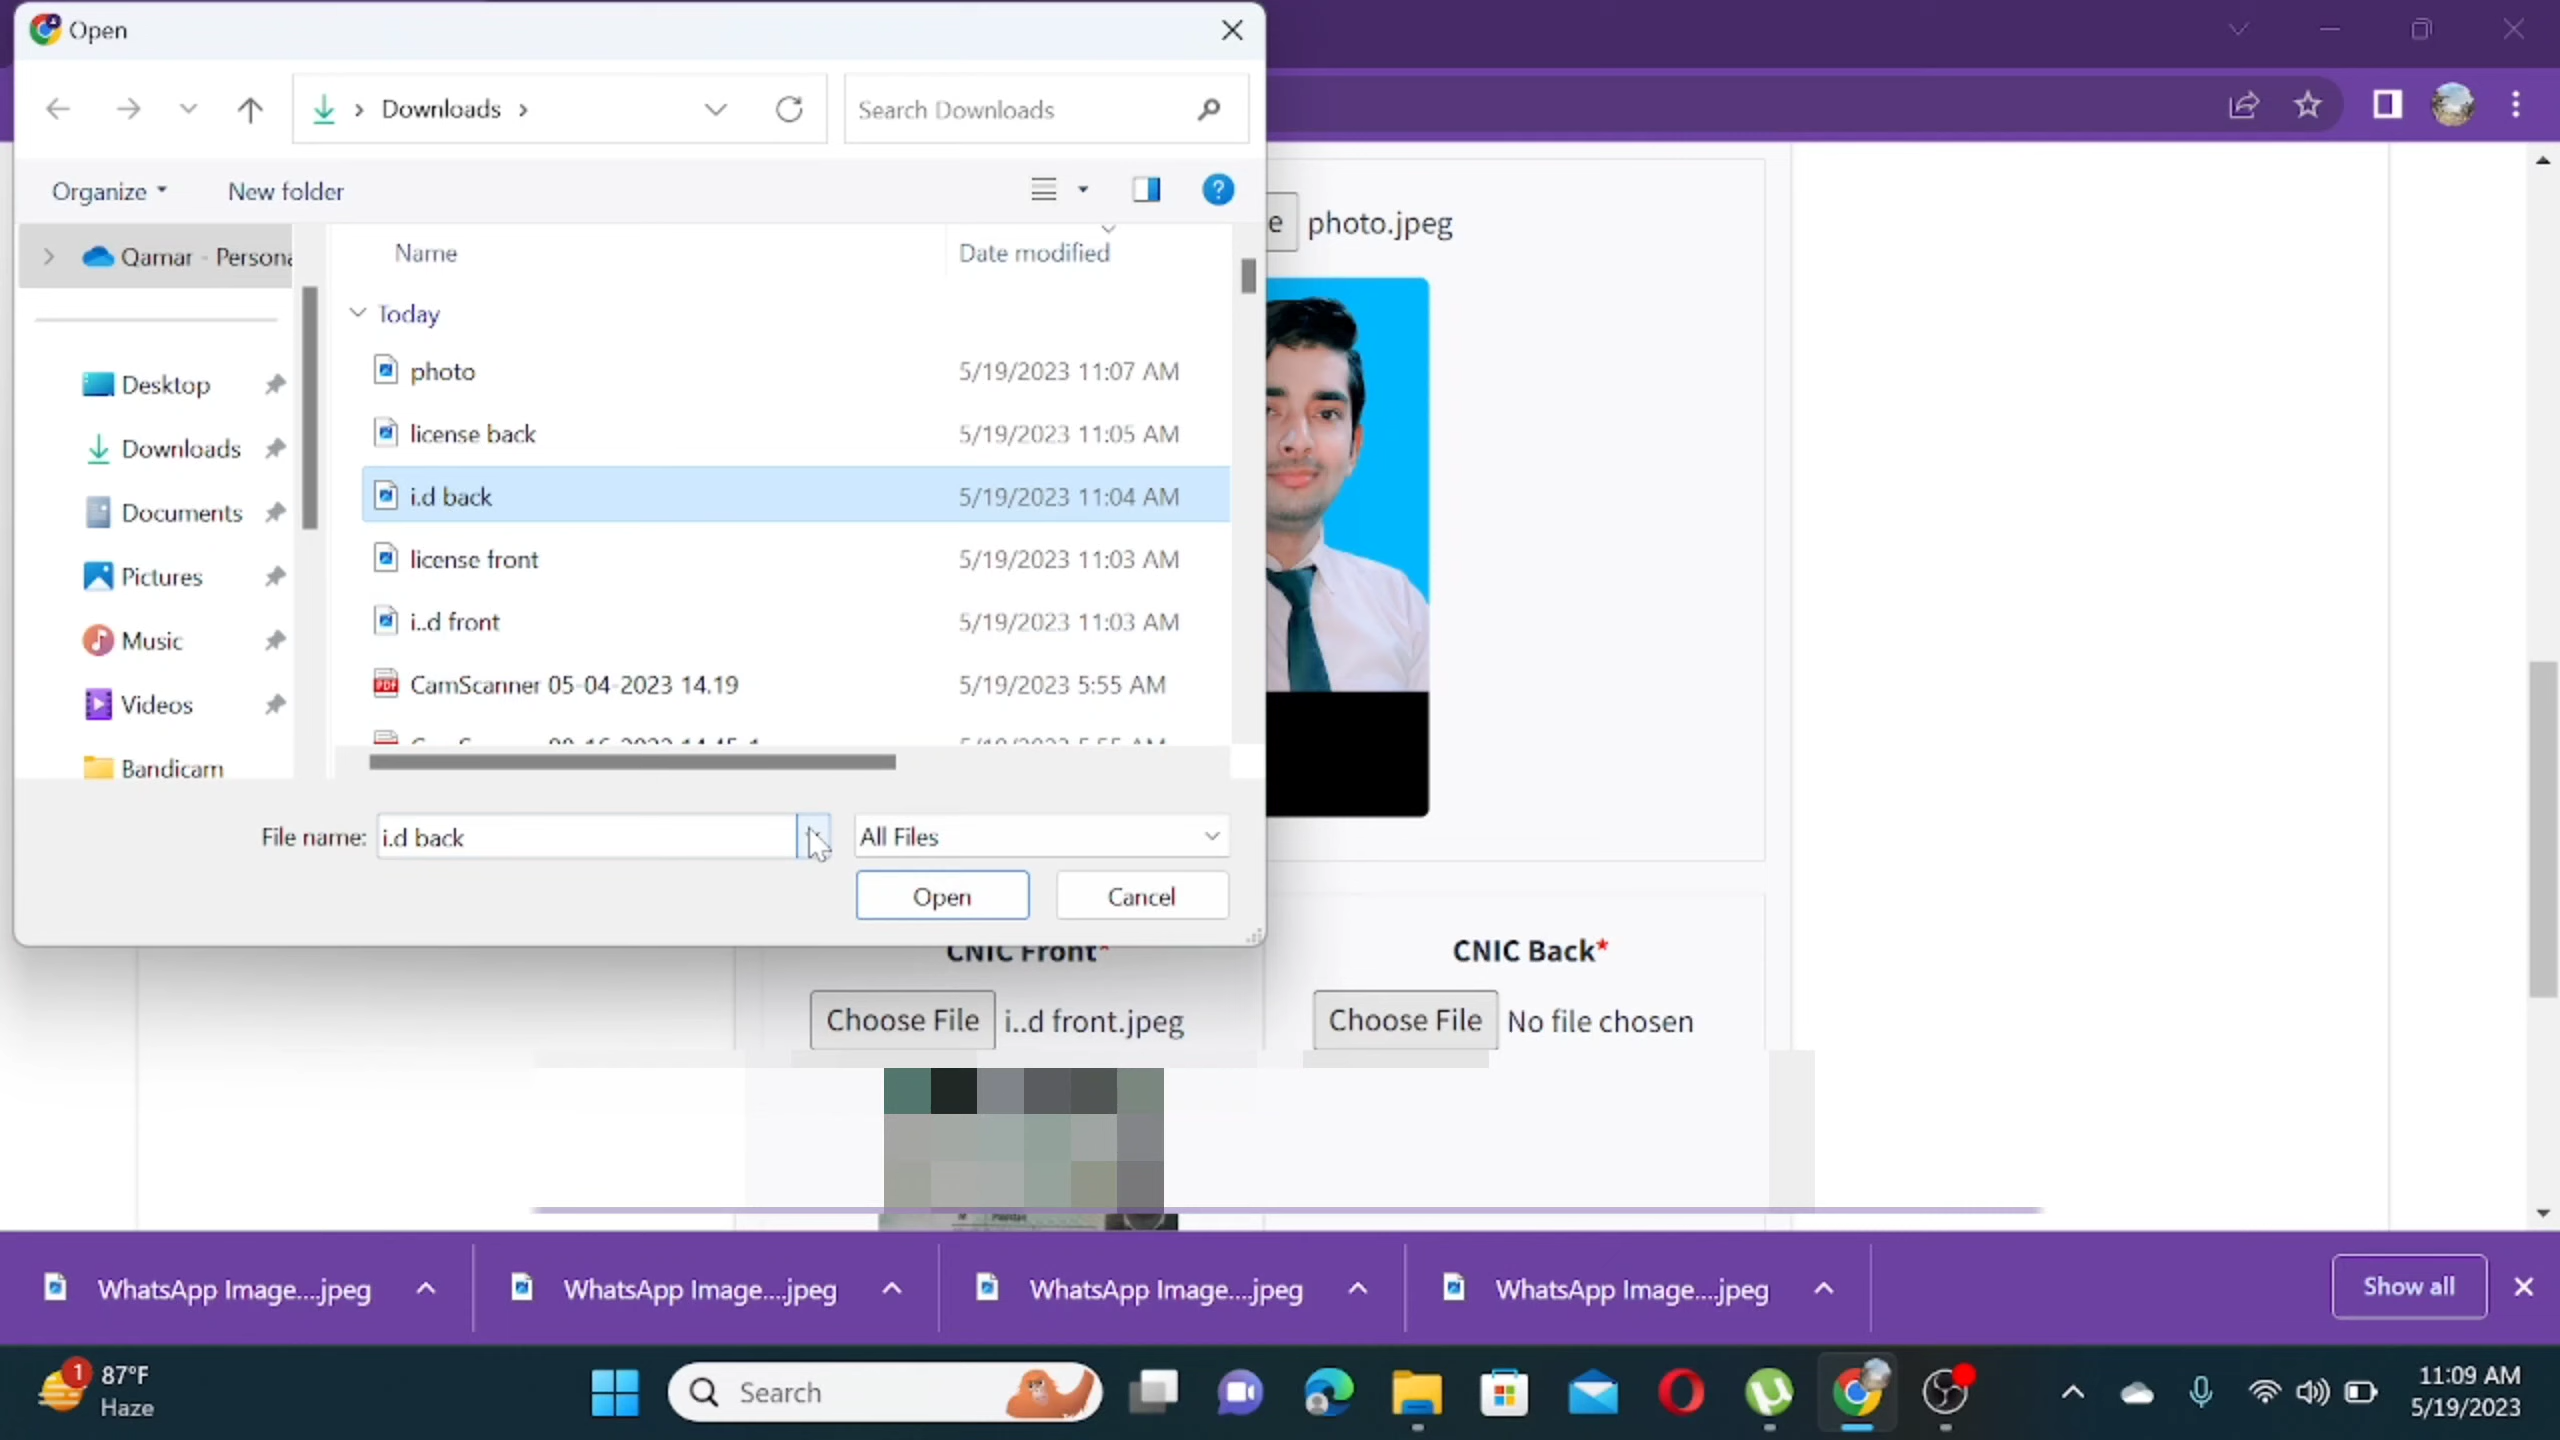 Open
Downloads
Search Downloads
Organize
New folder
Qamar - Persona
Name
Date modified
Today
Desktop
photo
5/19/2023 11:07 AM
Downloads
license back
5/19/2023 11:05 AM
Documents
i.d back
5/19/2023 11:04 AM
Pictures
license front
5/19/2023 11:03 AM
Music
i..d front
5/19/2023 11:03 AM
Videos
CamScanner 05-04-2023 14.19
5/19/2023 5:55 AM
Bandicam
File name: i.d back
All Files
Open
Cancel
e photo.jpeg
CNIC Front*
CNIC Back*
Choose File i..d front.jpeg
Choose File No file chosen
WhatsApp Image....jpeg
WhatsApp Image....jpeg
WhatsApp Image....jpeg
WhatsApp Image....jpeg
Show all
1
87°F
Haze
Search
11:09 AM
5/19/2023